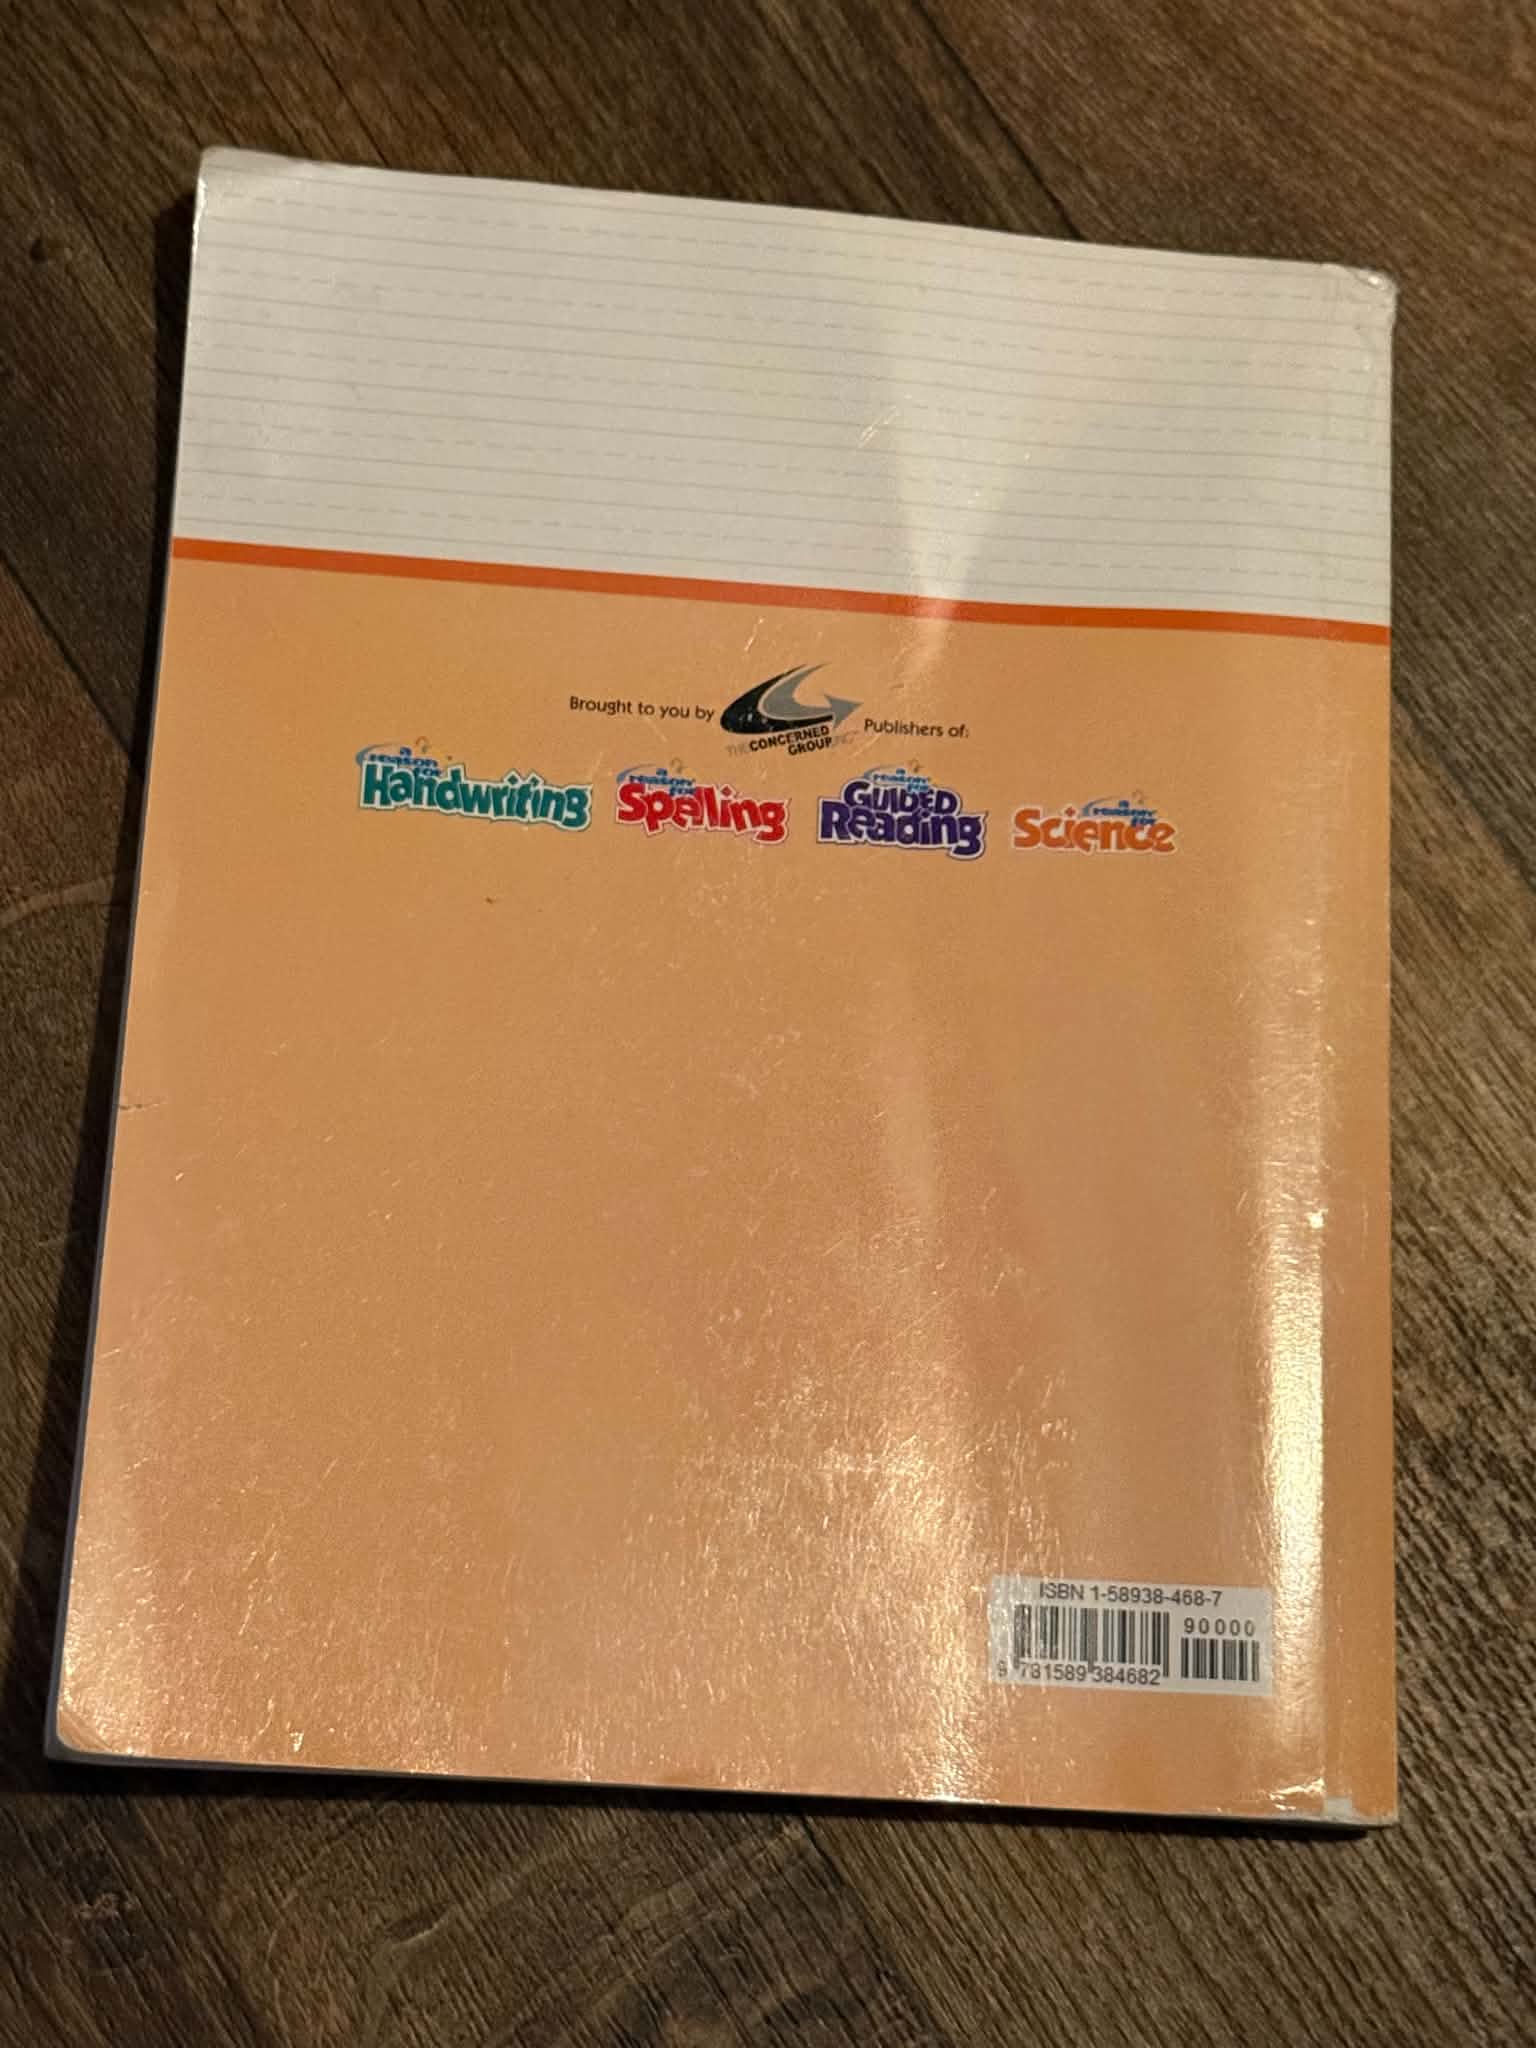 Brought to you by
THE CONCERNED
GROUP INC
Publishers of:
a
reason
for
Handwriting
a
reason
for
Spelling
a
reason
for
GUIDED
Reading
a
reason
for
Science
ISBN 1-58938-468-7
90000
9 781589 384682